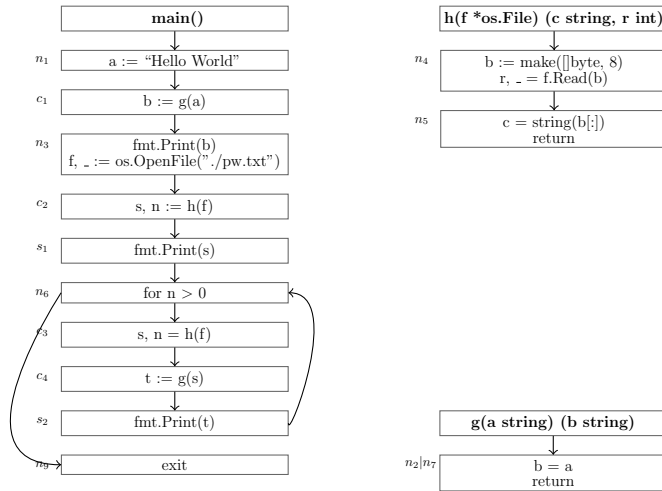 main()
n1
a := “Hello World”
c1
b := g(a)
n3
fmt.Print(b)
f, _ := os.OpenFile("./pw.txt")
c2
s, n := h(f)
s1
fmt.Print(s)
n6
for n > 0
c3
s, n = h(f)
c4
t := g(s)
s2
fmt.Print(t)
n9
exit
h(f *os.File) (c string, r int)
n4
b := make([]byte, 8)
r, _ = f.Read(b)
n5
c = string(b[:])
return
g(a string) (b string)
n2|n7
b = a
return